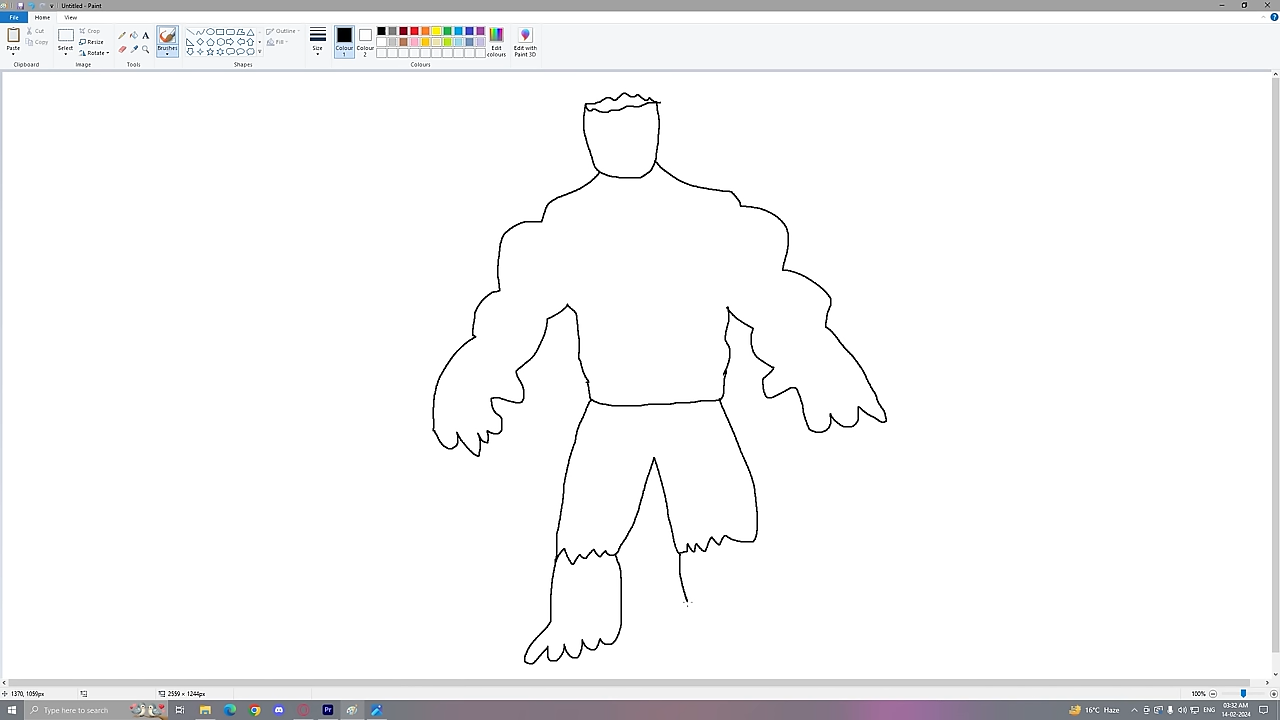 Untitled - Paint
File Home View
Paste
Cut
Copy
Clipboard
Select
Crop
Resize
Rotate
Image
Tools
Brushes
Outline
Fill
Shapes
Size
Colour 1
Colour 2
Edit colours
Edit with Paint 3D
Colours
1370, 1059px
2559 × 1244px
100%
Type here to search
Pr
16°C Haze
ENG
03:32 AM
14-02-2024